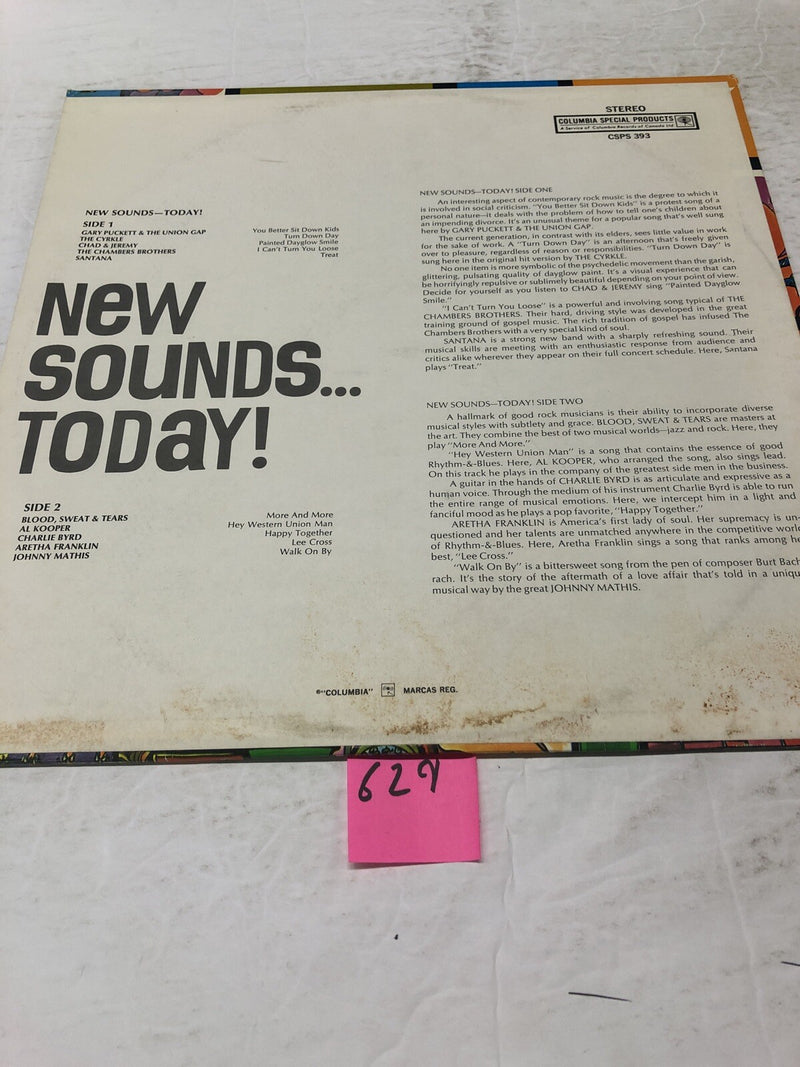 STEREO
COLUMBIA SPECIAL PRODUCTS
A Service of Columbia Records of Canada Ltd
CSPS 393
NEW SOUNDS—TODAY!
SIDE 1
GARY PUCKETT & THE UNION GAP You Better Sit Down Kids
THE CYRKLE Turn Down Day
CHAD & JEREMY Painted Dayglow Smile
THE CHAMBERS BROTHERS I Can't Turn You Loose
SANTANA Treat
New
SOUNDS...
TODaY!
SIDE 2
BLOOD, SWEAT & TEARS More And More
AL KOOPER Hey Western Union Man
CHARLIE BYRD Happy Together
ARETHA FRANKLIN Lee Cross
JOHNNY MATHIS Walk On By
NEW SOUNDS—TODAY! SIDE ONE
An interesting aspect of contemporary rock music is the degree to which it
is involved in social criticism. "You Better Sit Down Kids" is a protest song of a
personal nature—it deals with the problem of how to tell one's children about
an impending divorce. It's an unusual theme for a popular song that's well sung
here by GARY PUCKETT & THE UNION GAP.
The current generation, in contrast with its elders, sees little value in work
for the sake of work. A "Turn Down Day" is an afternoon that's freely given
over to pleasure, regardless of reason or responsibilities. "Turn Down Day" is
sung here in the original hit version by THE CYRKLE.
No one item is more symbolic of the psychedelic movement than the garish,
glittering, pulsating quality of dayglow paint. It's a visual experience that can
be horrifyingly repulsive or sublimely beautiful depending on your point of view.
Decide for yourself as you listen to CHAD & JEREMY sing "Painted Dayglow
Smile."
"I Can't Turn You Loose" is a powerful and involving song typical of THE
CHAMBERS BROTHERS. Their hard, driving style was developed in the great
training ground of gospel music. The rich tradition of gospel has infused The
Chambers Brothers with a very special kind of soul.
SANTANA is a strong new band with a sharply refreshing sound. Their
musical skills are meeting with an enthusiastic response from audience and
critics alike wherever they appear on their full concert schedule. Here, Santana
plays "Treat."
NEW SOUNDS—TODAY! SIDE TWO
A hallmark of good rock musicians is their ability to incorporate diverse
musical styles with subtlety and grace. BLOOD, SWEAT & TEARS are masters at
the art. They combine the best of two musical worlds—jazz and rock. Here, they
play "More And More."
"Hey Western Union Man" is a song that contains the essence of good
Rhythm-&-Blues. Here, AL KOOPER, who arranged the song, also sings lead.
On this track he plays in the company of the greatest side men in the business.
A guitar in the hands of CHARLIE BYRD is as articulate and expressive as a
human voice. Through the medium of his instrument Charlie Byrd is able to run
the entire range of musical emotions. Here, we intercept him in a light and
fanciful mood as he plays a pop favorite, "Happy Together."
ARETHA FRANKLIN is America's first lady of soul. Her supremacy is un-
questioned and her talents are unmatched anywhere in the competitive
of Rhythm-&-Blues. Here, Aretha Franklin sings a song that ranks among
best, "Lee Cross."
"Walk On By" is a bittersweet song from the pen of composer Burt
rach. It's the story of the aftermath of a love affair that's told in a
musical way by the great JOHNNY MATHIS.
®"COLUMBIA" MARCAS REG.
629